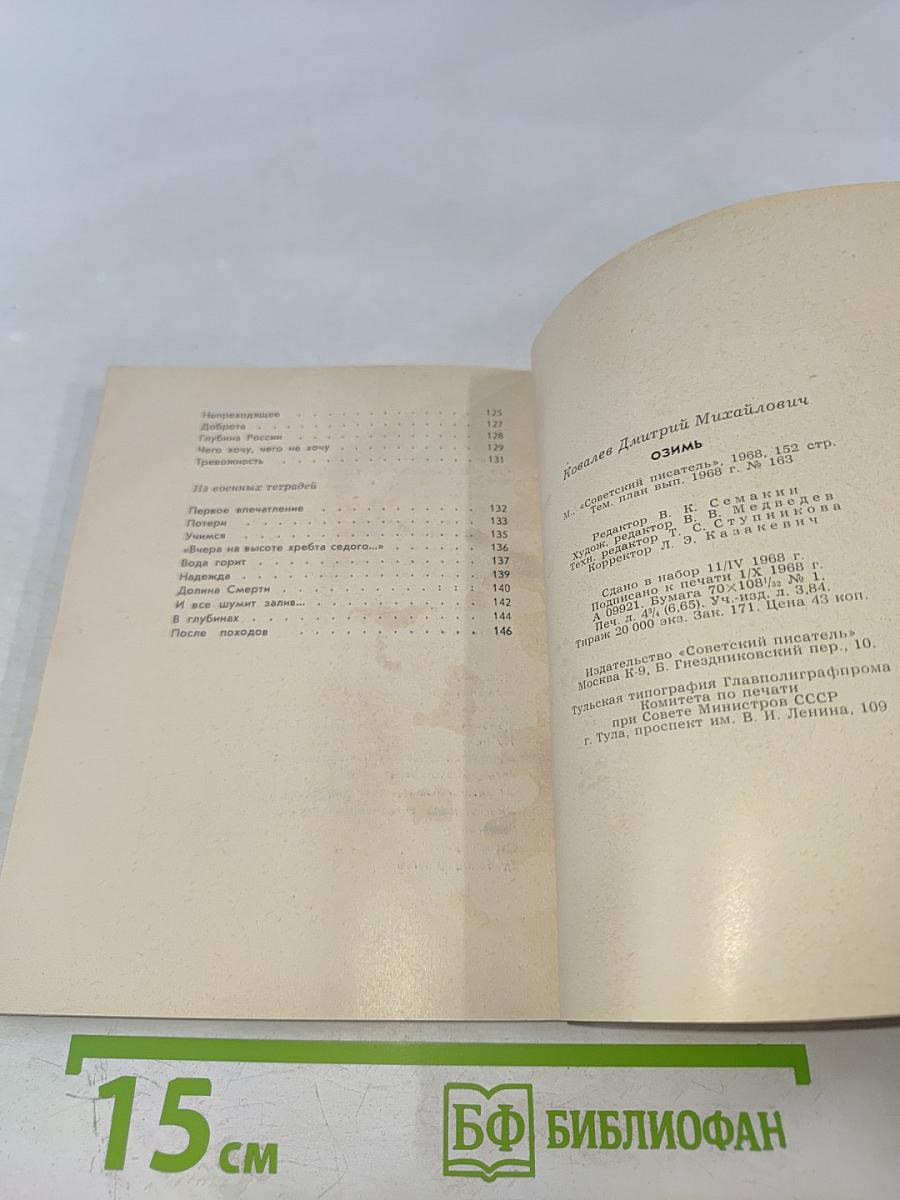 Непреходящее . . . . . . . . . . . 125
Доброта . . . . . . . . . . . . . 127
Глубина России . . . . . . . . . . 128
Чего хочу, чего не хочу . . . . . . . . 129
Тревожность . . . . . . . . . . . 131
Из военных тетрадей
Первое впечатление . . . . . . . . . 132
Потери . . . . . . . . . . . . . 133
Учимся . . . . . . . . . . . . . 135
«Вчера на высоте хребта седого...» . . . . . 136
Вода горит . . . . . . . . . . . . 137
Надежда . . . . . . . . . . . . . 139
Долина Смерти . . . . . . . . . : : : 140
И все шумит залив... . . . . . . . . . 142
В глубинах . . . . . . . . . . . . 144
После походов . . . . . . . . . . . 146
Ковалев Дмитрий Михайлович
ОЗИМЬ
М., «Советский писатель», 1968, 152 стр.
Тем. план вып. 1968 г. № 163
Редактор В. К. Семакин
Худож. редактор В. В. Медведев
Техн. редактор Т. С. Ступникова
Корректор Л. Э. Казакевич
Сдано в набор 11/IV 1968 г.
Подписано к печати 1/X 1968 г.
А 09921. Бумага 70×108 1/32 № 1.
Печ. л. 4 3/4 (6,65). Уч.-изд. л. 3,84.
Тираж 20 000 экз. Зак. 171. Цена 43 коп.
Издательство «Советский писатель»
Москва К-9, Б. Гнездниковский пер., 10.
Тульская типография Главполиграфпрома
Комитета по печати
при Совете Министров СССР
г. Тула, проспект им. В. И. Ленина, 109
15 см
БФ БИБЛИОФАН